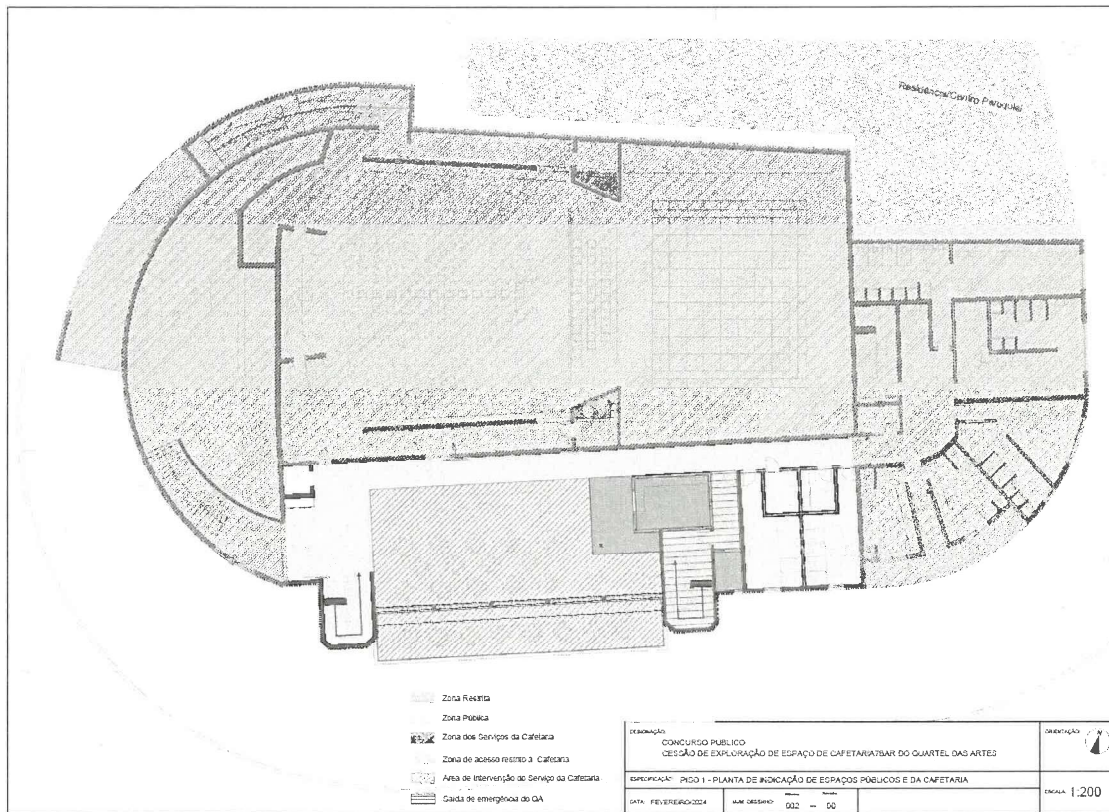 Residência/Centro Paroquial
Zona Restrita
Zona Pública
Zona dos Serviços da Cafetaria
Zona de acesso restrito à Cafetaria
Area de Intervenção do Serviço da Cafetaria
Saída de emergência do QA
DESIGNAÇÃO:
CONCURSO PÚBLICO
CESSÃO DE EXPLORAÇÃO DE ESPAÇO DE CAFETARIA/BAR DO QUARTEL DAS ARTES
ORIENTAÇÃO:
N
ESPECIFICAÇÃO: PISO 1 - PLANTA DE INDICAÇÃO DE ESPAÇOS PÚBLICOS E DA CAFETARIA
DATA: FEVEREIRO/2024
NUM. DESENHO: 002 — 00
ESCALA: 1:200